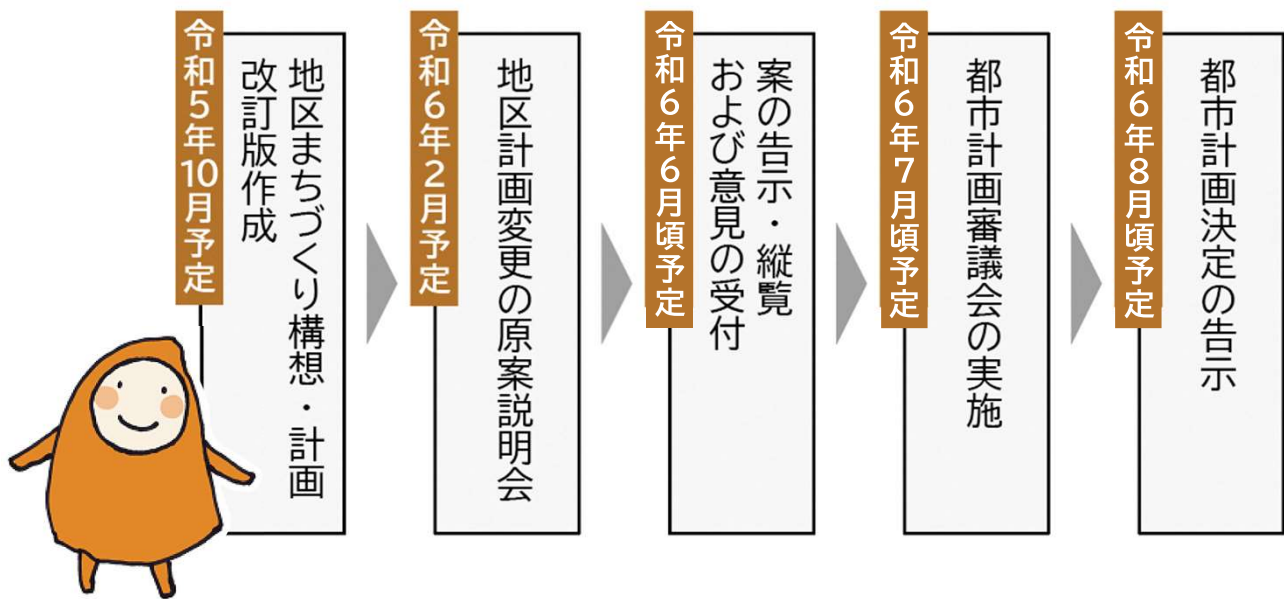 令和5年10月予定
地区まちづくり構想・計画
改訂版作成
令和6年2月予定
地区計画変更の原案説明会
令和6年6月頃予定
案の告示・縦覧
および意見の受付
令和6年7月頃予定
都市計画審議会の実施
令和6年8月頃予定
都市計画決定の告示